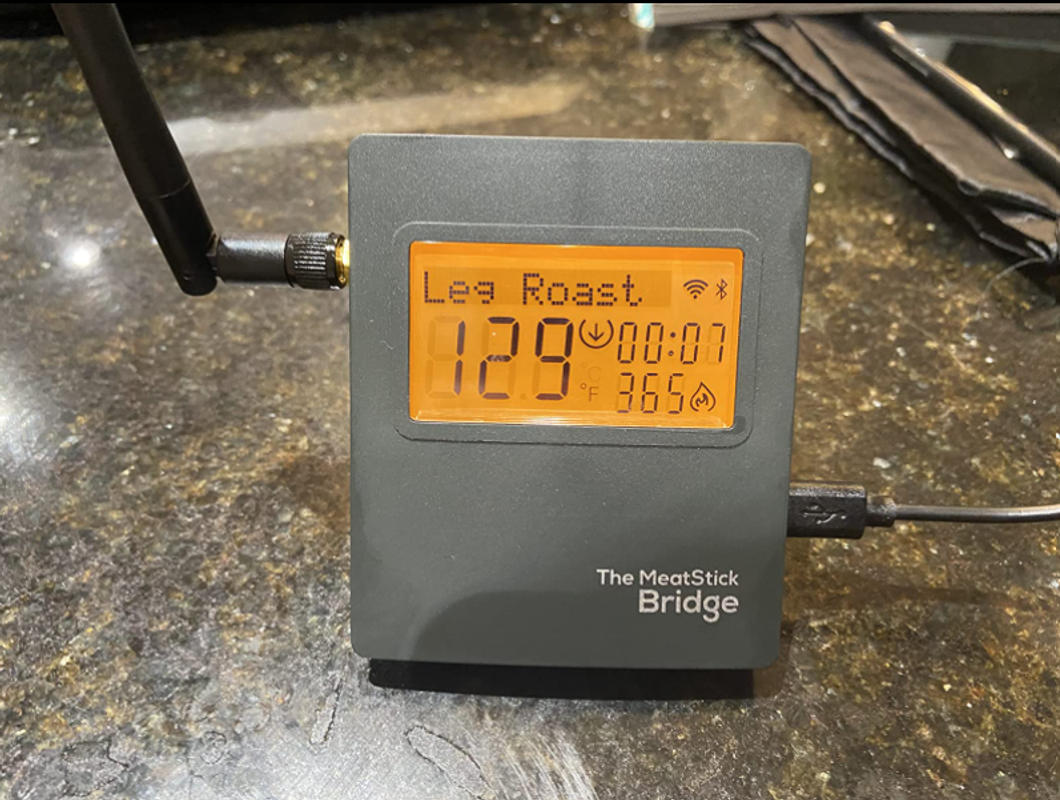 Leg Roast
129 °F 00:07
365
The MeatStick
Bridge